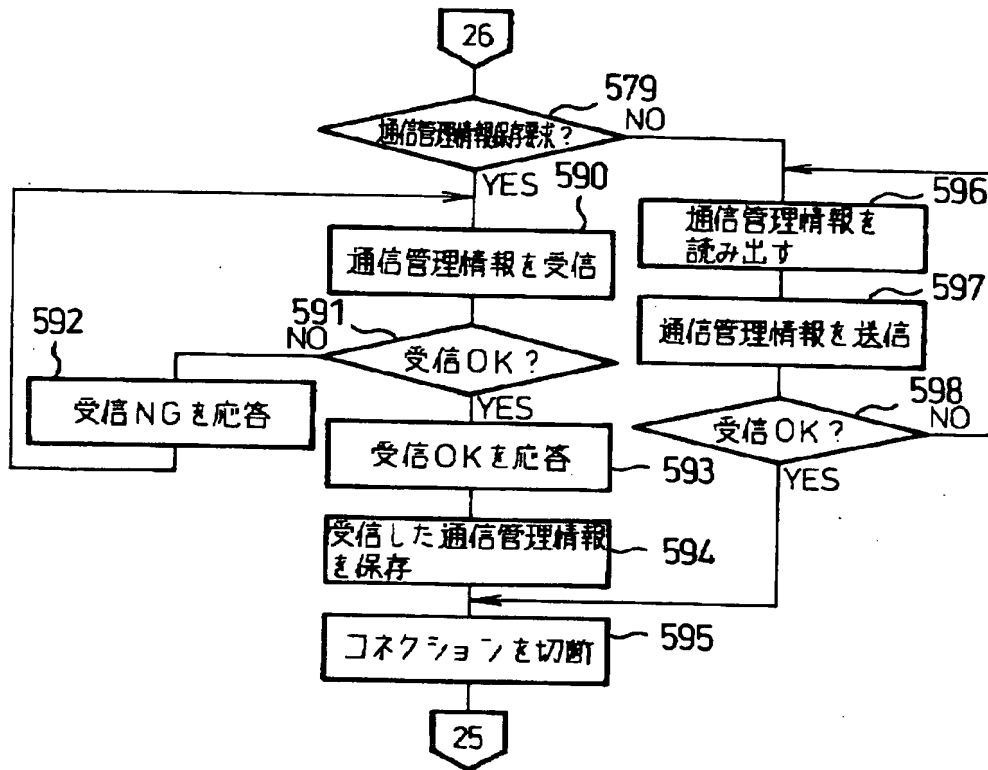 26
579
通信管理情報保存要求?
NO
YES
590
596
通信管理情報を
読み出す
通信管理情報を受信
597
通信管理情報を送信
591
592
NO
受信OK?
598
NO
受信NGを応答
YES
受信OK?
受信OKを応答
593
YES
受信した通信管理情報
を保存
594
コネクションを切断
595
25